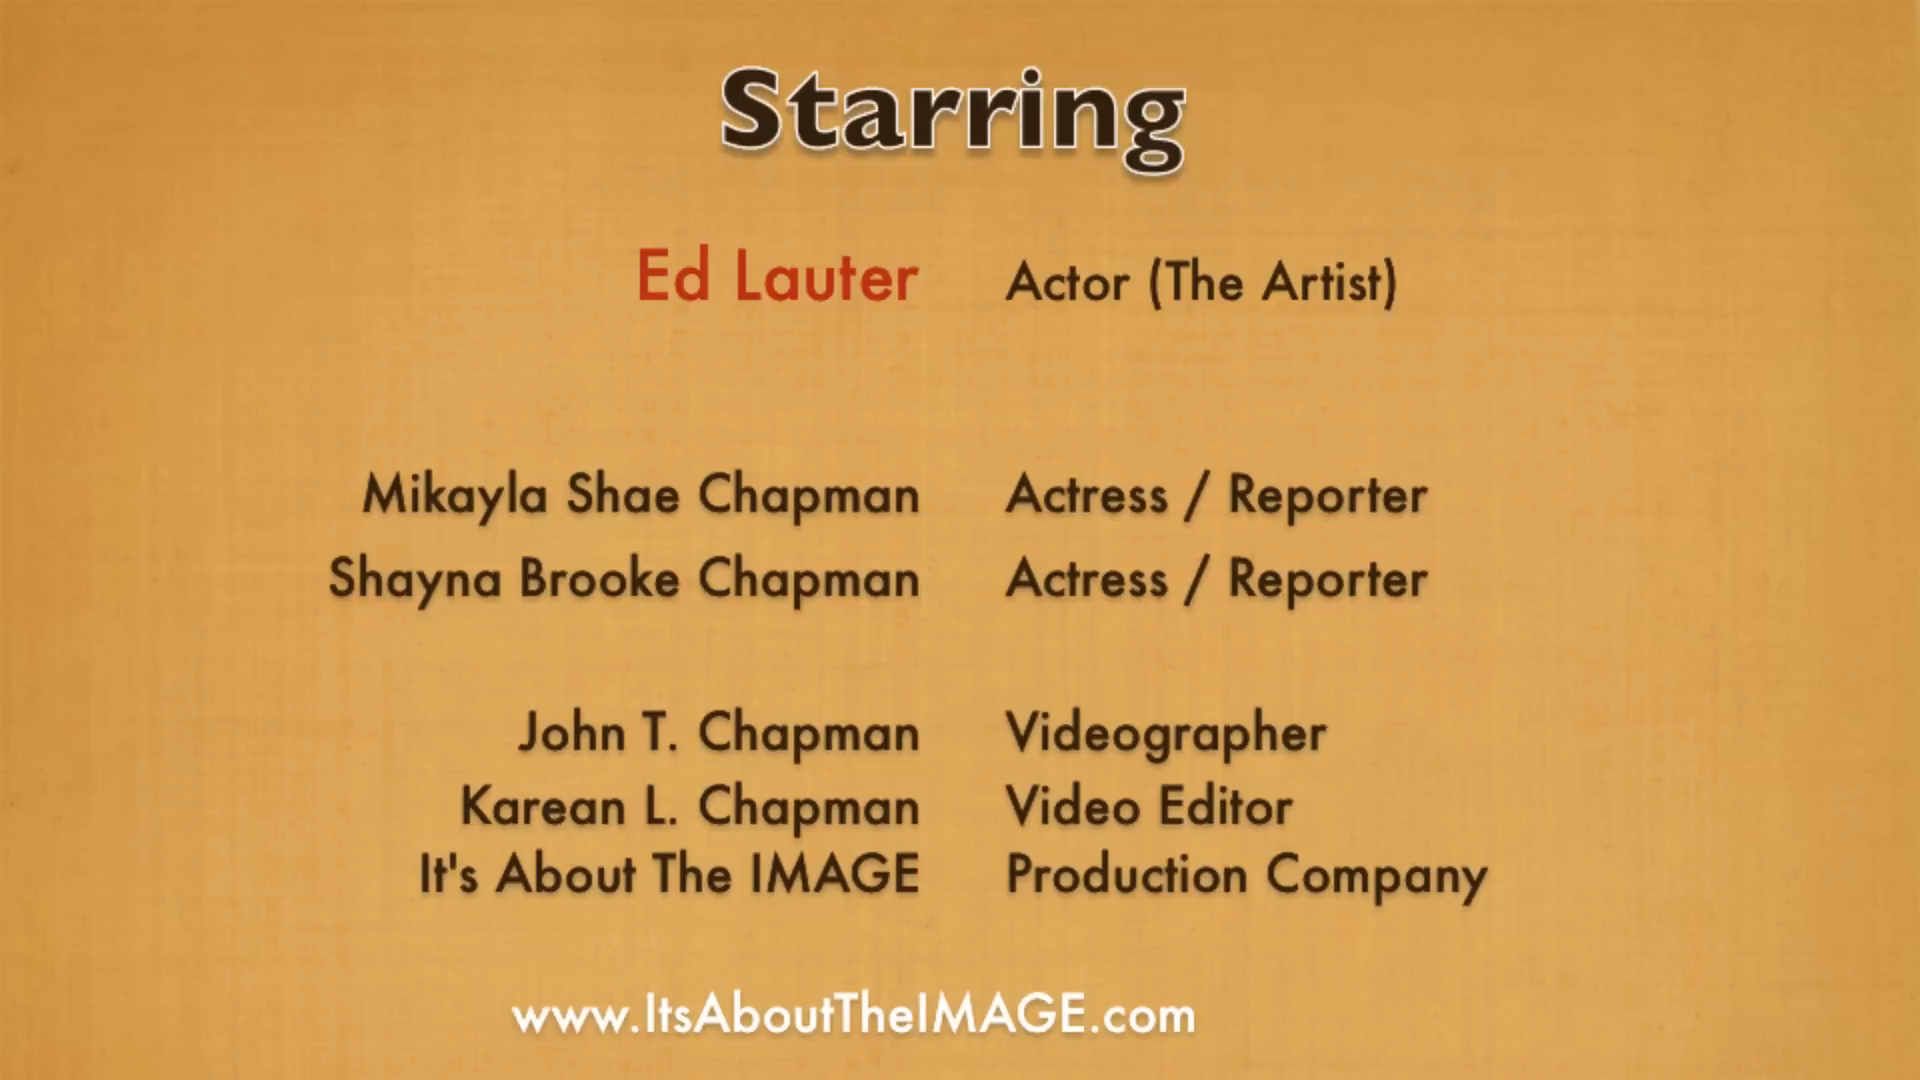 Starring
Ed Lauter Actor (The Artist)
Mikayla Shae Chapman Actress / Reporter
Shayna Brooke Chapman Actress / Reporter
John T. Chapman Videographer
Karean L. Chapman Video Editor
It's About The IMAGE Production Company
www.ItsAboutTheIMAGE.com